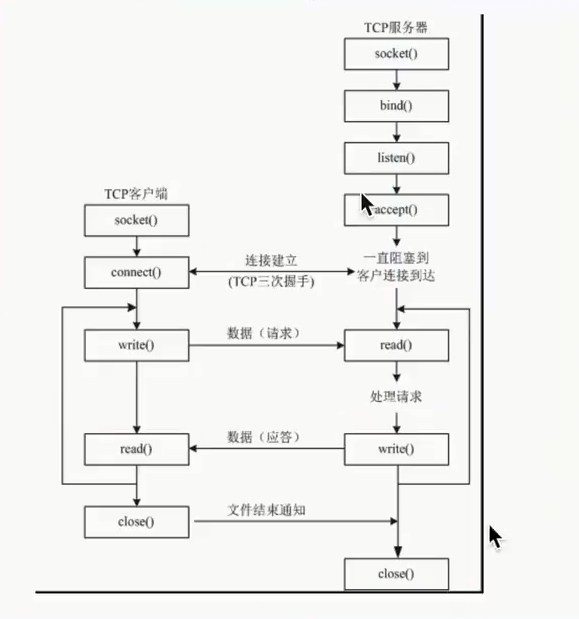 TCP服务器
socket()
bind()
listen()
accept()
TCP客户端
socket()
connect()
连接建立
(TCP三次握手)
一直阻塞到
客户连接到达
write()
数据（请求）
read()
处理请求
read()
数据（应答）
write()
close()
文件结束通知
close()